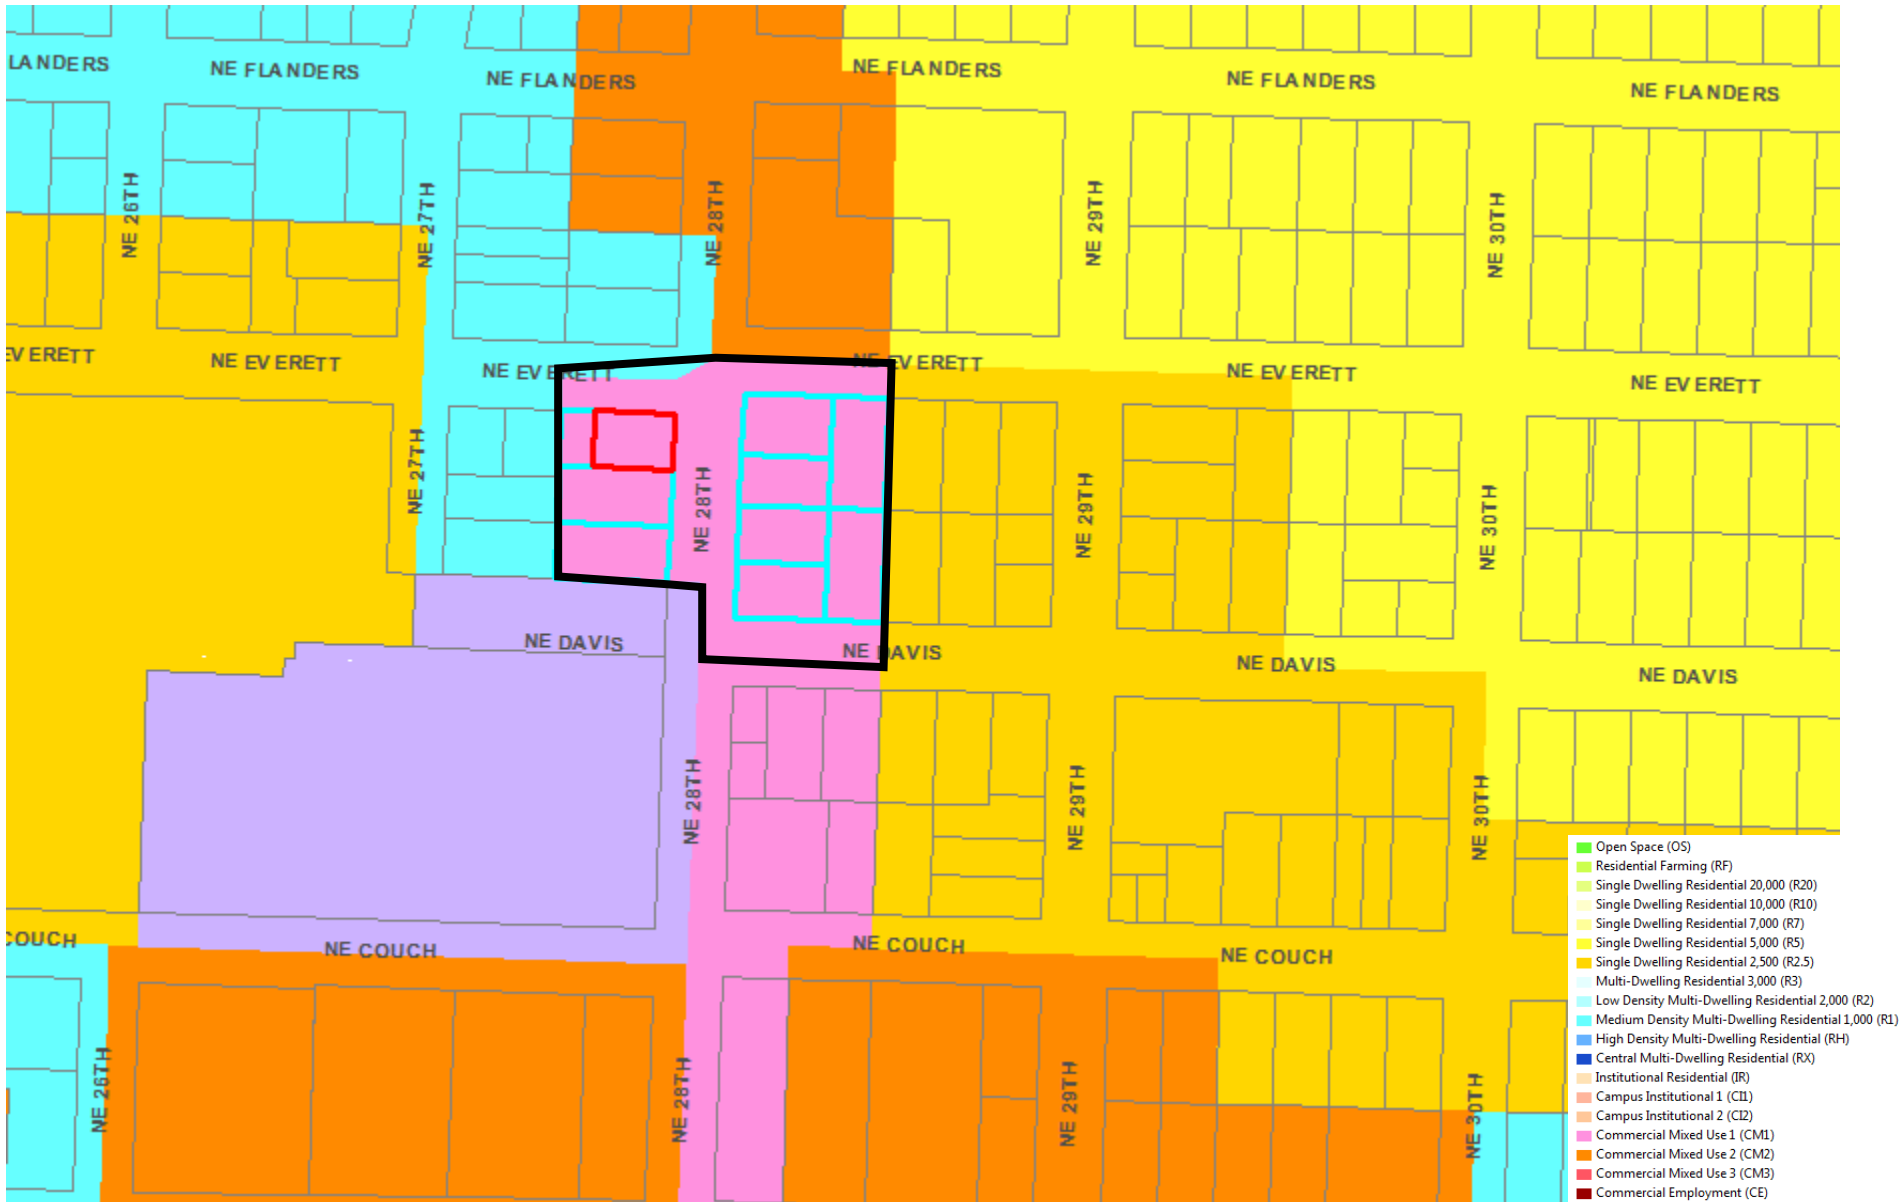 LANDERS
NE FLANDERS
NE FLANDERS
NE FLANDERS
NE FLANDERS
NE FLANDERS
NE 26TH
NE 27TH
NE 28TH
NE 29TH
NE 30TH
EVERETT
NE EVERETT
NE EVERETT
NE EVERETT
NE EVERETT
NE EVERETT
NE 27TH
NE 28TH
NE 29TH
NE 30TH
NE DAVIS
NE DAVIS
NE DAVIS
NE DAVIS
NE 28TH
NE 29TH
NE 30TH
COUCH
NE COUCH
NE COUCH
NE COUCH
NE 26TH
NE 28TH
NE 29TH
NE 30TH
Open Space (OS)
Residential Farming (RF)
Single Dwelling Residential 20,000 (R20)
Single Dwelling Residential 10,000 (R10)
Single Dwelling Residential 7,000 (R7)
Single Dwelling Residential 5,000 (R5)
Single Dwelling Residential 2,500 (R2.5)
Multi-Dwelling Residential 3,000 (R3)
Low Density Multi-Dwelling Residential 2,000 (R2)
Medium Density Multi-Dwelling Residential 1,000 (R1)
High Density Multi-Dwelling Residential (RH)
Central Multi-Dwelling Residential (RX)
Institutional Residential (IR)
Campus Institutional 1 (CI1)
Campus Institutional 2 (CI2)
Commercial Mixed Use 1 (CM1)
Commercial Mixed Use 2 (CM2)
Commercial Mixed Use 3 (CM3)
Commercial Employment (CE)